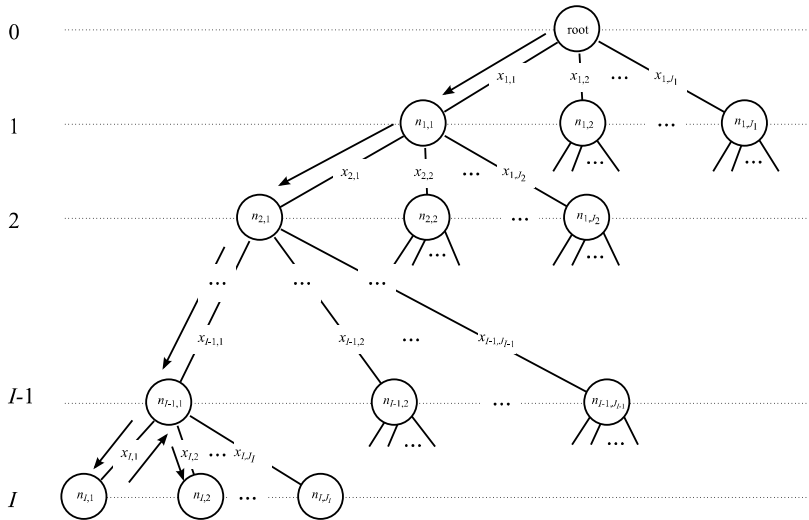 0 root
x1,1 x1,2 ... x1,J1
1 n1,1 n1,2 ... n1,J1
...  ...
x2,1 x2,2 ... x1,J2
2 n2,1 n2,2 ... n1,J2
... ...
... ... ...
xI-1,1 xI-1,2 ... xI-1,JI-1
I-1 nI-1,1 nI-1,2 ... nI-1,JI-1
... ...
xI,1 xI,2 ... xI,JI
I nI,1 nI,2 ... nI,JI